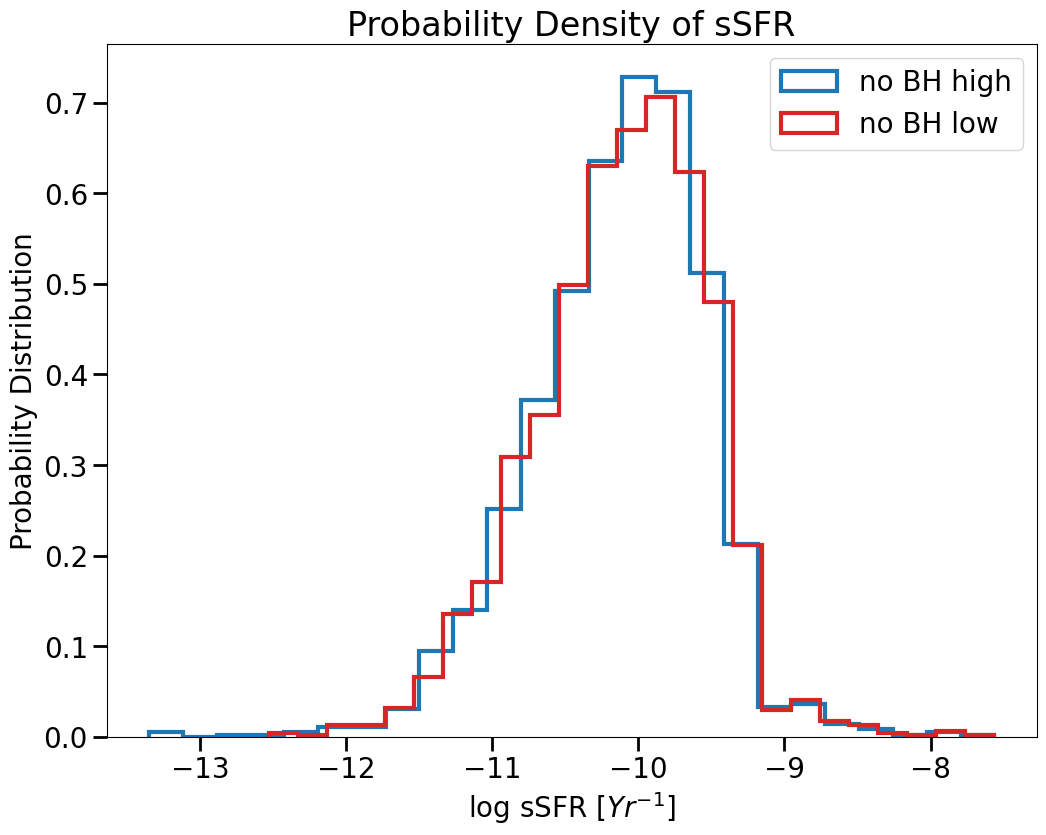 Probability Density of sSFR
no BH high
no BH low
Probability Distribution
0.7
0.6
0.5
0.4
0.3
0.2
0.1
0.0
−13 −12 −11 −10 −9 −8
log sSFR [Yr⁻¹]